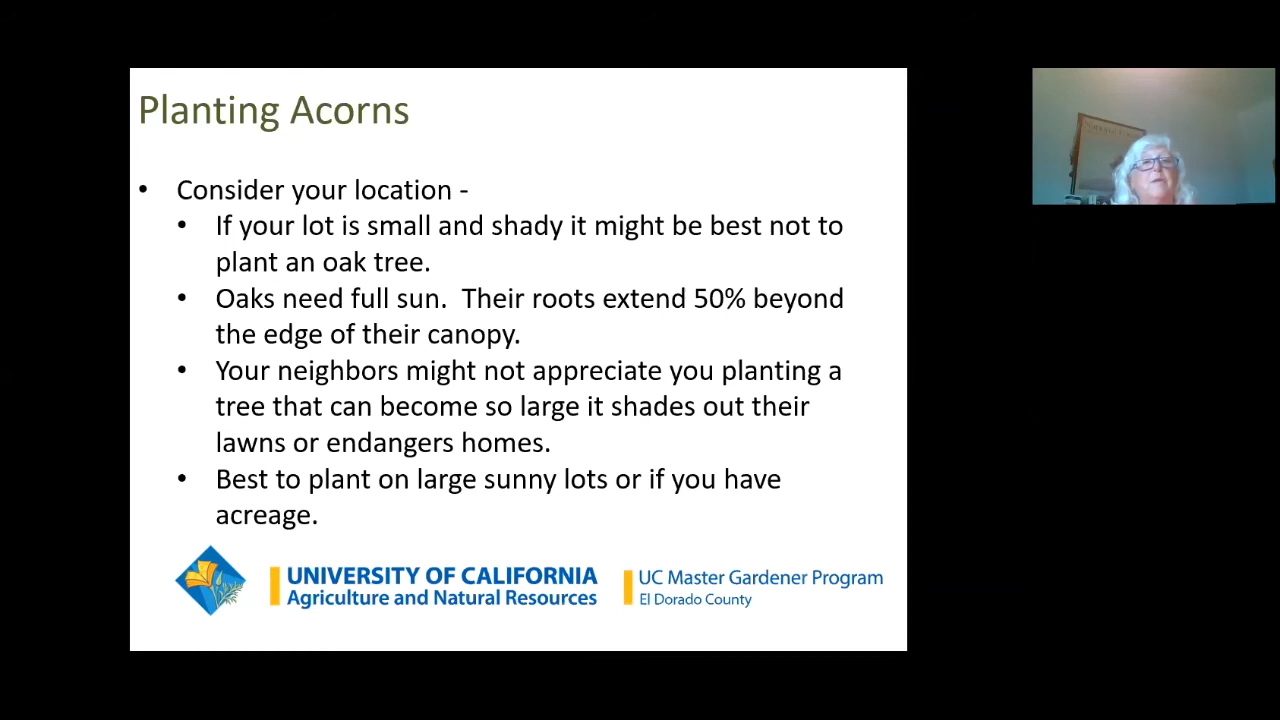 Planting Acorns
• Consider your location -
• If your lot is small and shady it might be best not to
plant an oak tree.
• Oaks need full sun.  Their roots extend 50% beyond
the edge of their canopy.
• Your neighbors might not appreciate you planting a
tree that can become so large it shades out their
lawns or endangers homes.
• Best to plant on large sunny lots or if you have
acreage.
UNIVERSITY OF CALIFORNIA
Agriculture and Natural Resources
UC Master Gardener Program
El Dorado County